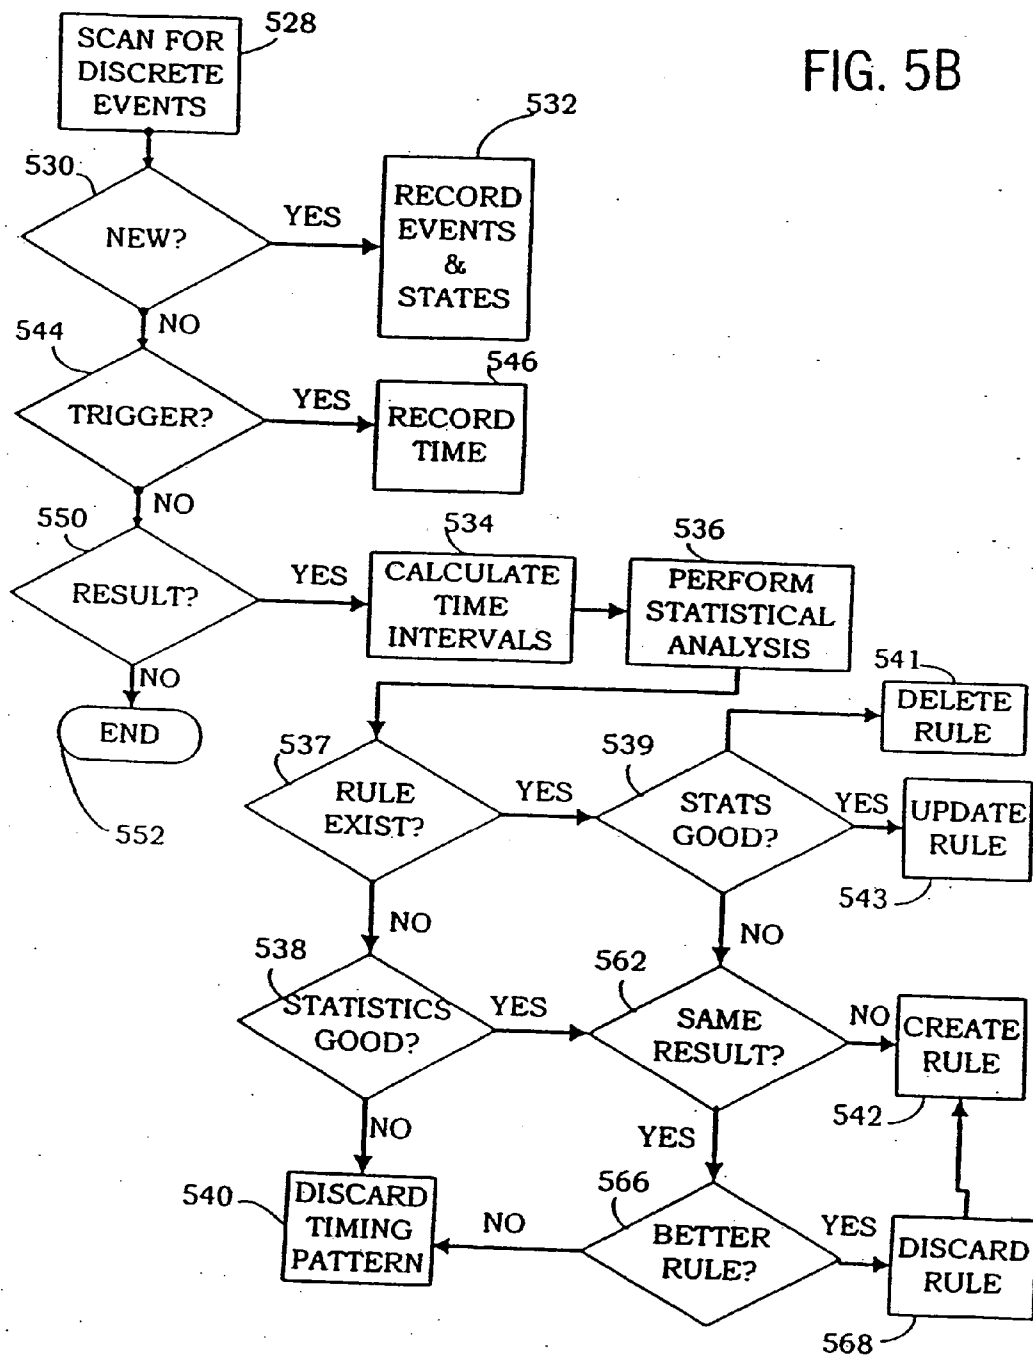 FIG. 5B
528
SCAN FOR
DISCRETE
EVENTS
530
NEW?
YES
532
RECORD
EVENTS
&
STATES
NO
544
TRIGGER?
YES
546
RECORD
TIME
NO
550
RESULT?
YES
534
CALCULATE
TIME
INTERVALS
536
PERFORM
STATISTICAL
ANALYSIS
NO
END
552
541
DELETE
RULE
537
RULE
EXIST?
YES
539
STATS
GOOD?
YES
UPDATE
RULE
543
NO
NO
538
STATISTICS
GOOD?
YES
562
SAME
RESULT?
NO
CREATE
RULE
542
NO
YES
540
DISCARD
TIMING
PATTERN
NO
566
BETTER
RULE?
YES
DISCARD
RULE
568